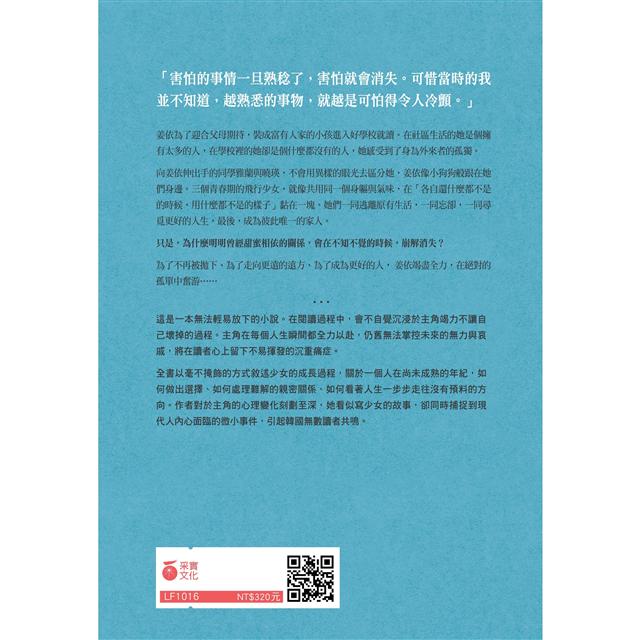 「害怕的事情一旦熟稔了，害怕就會消失。可惜當時的我
並不知道，越熟悉的事物，就越是可怕得令人冷顫。」
姜依為了迎合父母期待，裝成富有人家的小孩進入好學校就讀。在社區生活的她是個擁
有太多的人，在學校裡的她卻是個什麼都沒有的人，她感受到了身為外來者的孤獨。
向姜依伸出手的同學雅蘭與曉瑛，不會用異樣的眼光去區分她，姜依像小狗狗般跟在她
們身邊。三個青春期的飛行少女，就像共用同一個身軀與氣味，在「各自還什麼都不是
的時候，用什麼都不是的樣子」黏在一塊。她們一同逃離原有生活，一同忘卻，一同尋
覓更好的人生，最後，成為彼此唯一的家人。
只是，為什麼明明曾經甜蜜相依的關係，會在不知不覺的時候，崩解消失？
為了不再被拋下、為了走向更遠的遠方、為了成為更好的人，姜依竭盡全力，在絕對的
孤單中奮游……
•••
這是一本無法輕易放下的小說。在閱讀過程中，會不自覺沉浸於主角竭力不讓自
己壞掉的過程。主角在每個人生瞬間都全力以赴，仍舊無法掌控未來的無力與哀
戚，將在讀者心上留下不易揮發的沉重痛症。
全書以毫不掩飾的方式敘述少女的成長過程，關於一個人在尚未成熟的年紀，如
何做出選擇、如何處理難解的親密關係、如何看著人生一步步走往沒有預料的方
向。作者對於主角的心理變化刻劃至深，她看似寫少女的故事，卻同時捕捉到現
代人內心面臨的微小事件，引起韓國無數讀者共鳴。
采實
文化
LF1016 NT$320元